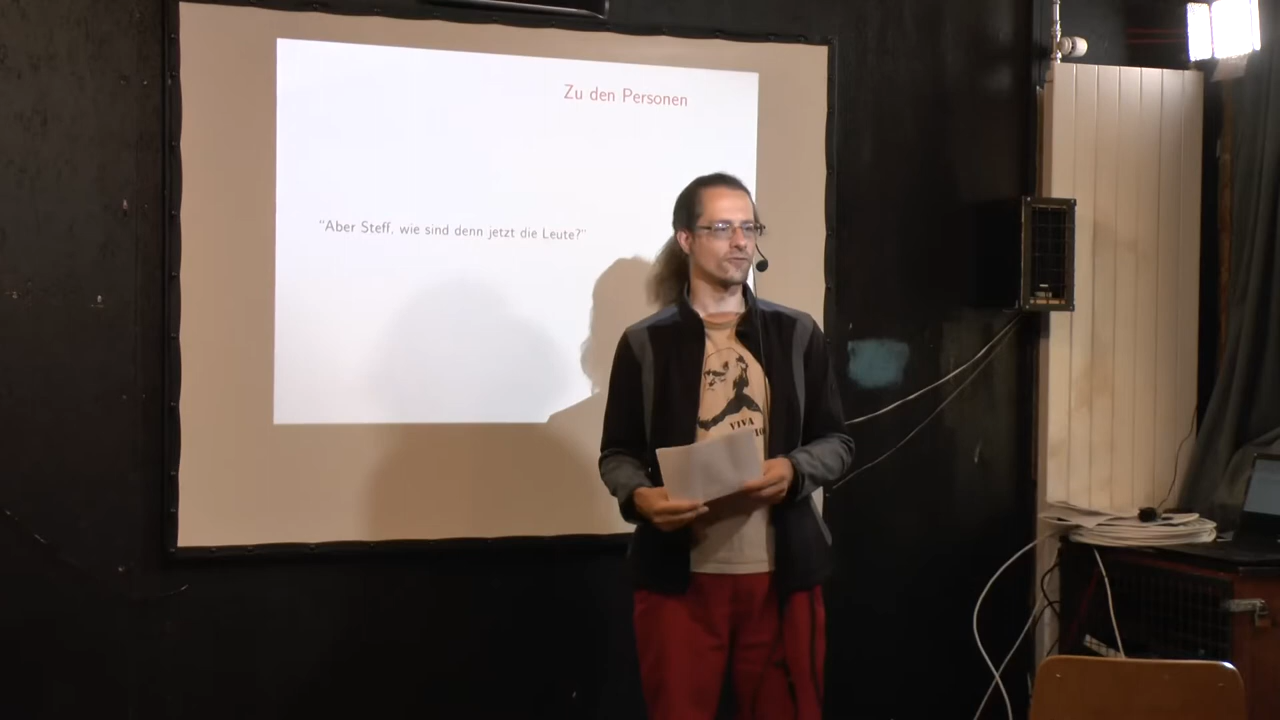 Zu den Personen
"Aber Steff, wie sind denn jetzt die Leute?"
VIVA